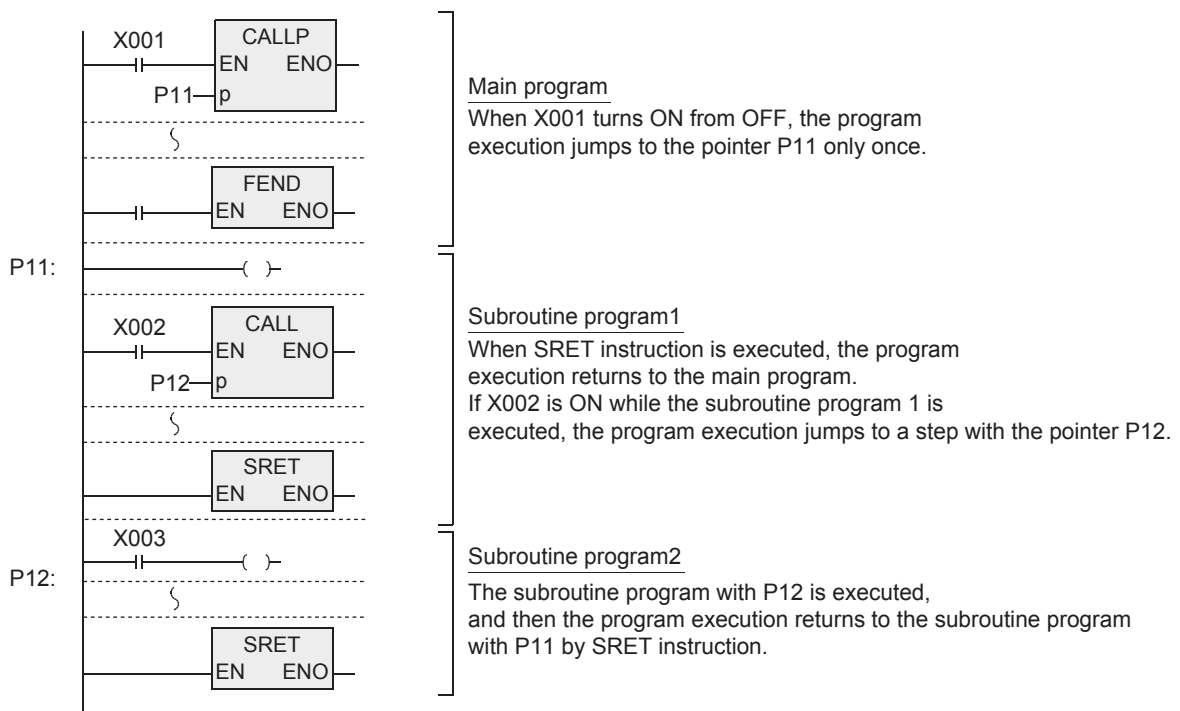 X001
CALLP
EN ENO
P11 p
Main program
When X001 turns ON from OFF, the program
execution jumps to the pointer P11 only once.
FEND
EN ENO
P11:
X002
CALL
EN ENO
P12 p
Subroutine program1
When SRET instruction is executed, the program
execution returns to the main program.
If X002 is ON while the subroutine program 1 is
executed, the program execution jumps to a step with the pointer P12.
SRET
EN ENO
X003
P12:
Subroutine program2
The subroutine program with P12 is executed,
and then the program execution returns to the subroutine program
with P11 by SRET instruction.
SRET
EN ENO